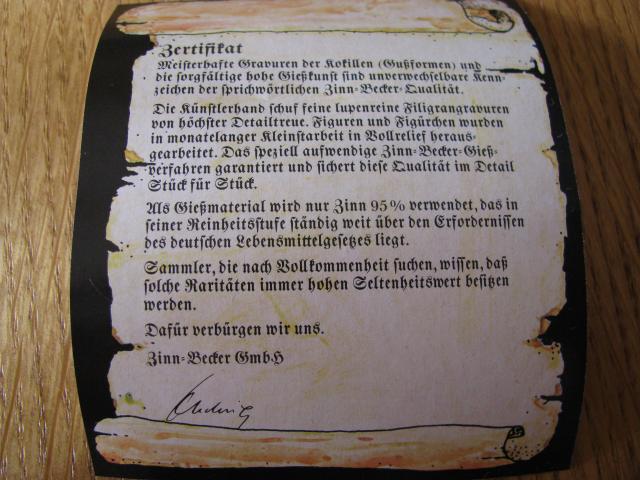 Zertifikat
Meisterhafte Gravuren der Kokillen (Gußformen) und
die sorgfältige hohe Gießkunst sind unverwechselbare Kenn-
zeichen der sprichwörtlichen Zinn-Becker-Qualität.
Die Künstlerhand schuf feine lupenreine Filigrangravuren
von höchster Detailtreue. Figuren und Figürchen wurden
in monatelanger Kleinstarbeit in Vollrelief heraus-
gearbeitet. Das speziell aufwendige Zinn-Becker-Gieß-
verfahren garantiert und sichert diese Qualität im Detail
Stück für Stück.
Als Gießmaterial wird nur Zinn 95% verwendet, das in
seiner Reinheitsstufe ständig weit über den Erfordernissen
des deutschen Lebensmittelgesetzes liegt.
Sammler, die nach Vollkommenheit suchen, wissen, daß
solche Raritäten immer hohen Seltenheitswert besitzen
werden.
Dafür verbürgen wir uns.
Zinn-Becker GmbH